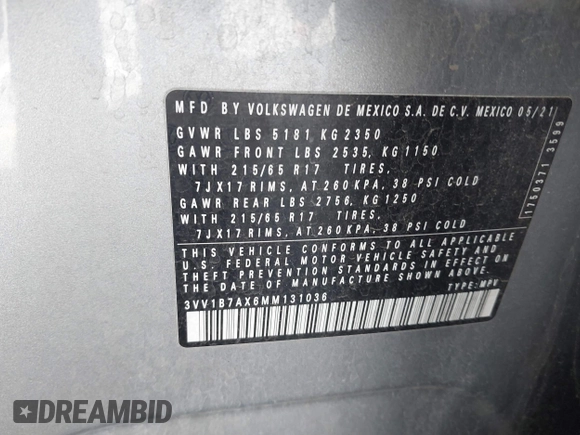 MFD BY VOLKSWAGEN DE MEXICO S.A. DE C.V. MEXICO 05/21
GVWR LBS 5181 KG 2350
GAWR FRONT LBS 2535, KG 1150
WITH 215/65 R17 TIRES,
7JX17 RIMS, AT 260 KPA, 38 PSI COLD
GAWR REAR LBS 2756, KG 1250
WITH 215/65 R17 TIRES,
7JX17 RIMS, AT 260 KPA, 38 PSI COLD
THIS VEHICLE CONFORMS TO ALL APPLICABLE
U.S. FEDERAL MOTOR VEHICLE SAFETY AND
THEFT PREVENTION STANDARDS IN EFFECT ON
THE DATE OF MANUFACTURE SHOWN ABOVE.
3VV1B7AX6MM131036
TYPE: MPV
1750371 3599
DREAMBID